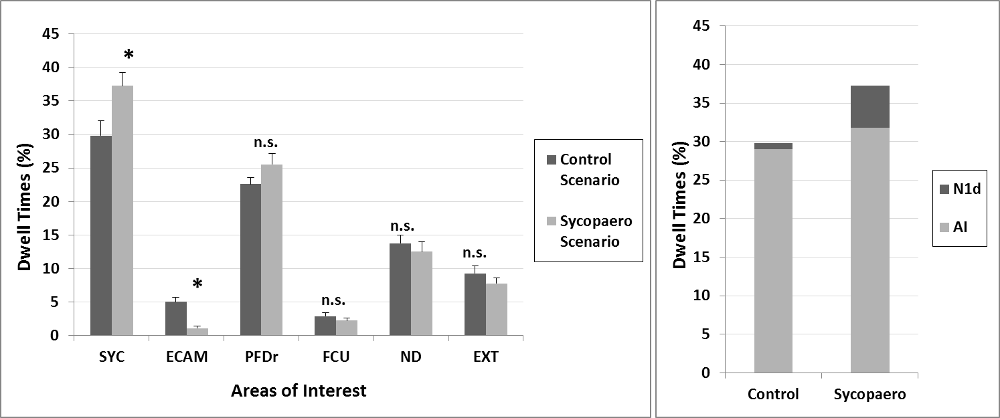 45
40
35
30
25
20
15
10
5
0
Dwell Times (%)
*
*
n.s.
n.s.
n.s.
n.s.
SYC ECAM PFDr FCU ND EXT
Areas of Interest
Control
Scenario
Sycopaero
Scenario
45
40
35
30
25
20
15
10
5
0
Dwell Times (%)
Control Sycopaero
N1d
AI